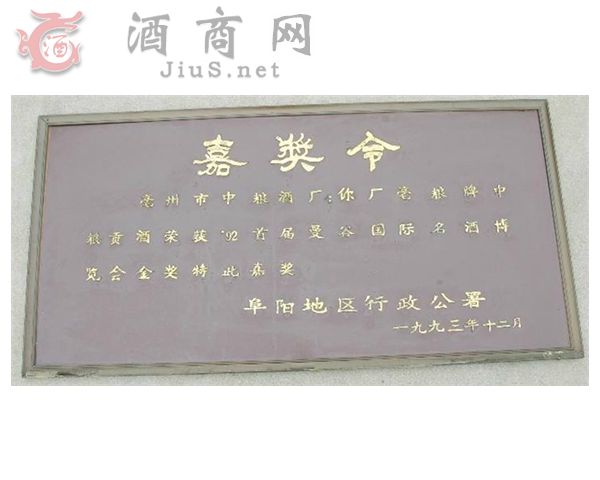 酒
酒商网
JiuS.net
嘉奖令
亳州市中粮酒厂:你厂亳粮牌中
粮贡酒荣获'92首届曼谷国际名酒博
览会金奖特此嘉奖
阜阳地区行政公署
一九九三年十二月